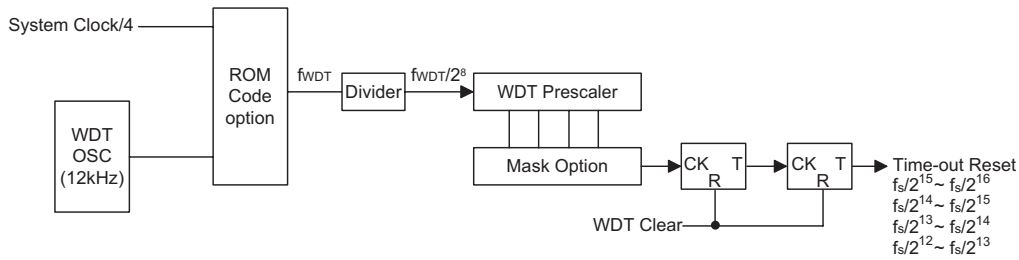 System Clock/4
ROM
Code
option
WDT
OSC
(12kHz)
fWDT
Divider
fWDT/2⁸
WDT Prescaler
Mask Option
CK T
R
CK T
R
WDT Clear
Time-out Reset
fs/2¹⁵~ fs/2¹⁶
fs/2¹⁴~ fs/2¹⁵
fs/2¹³~ fs/2¹⁴
fs/2¹²~ fs/2¹³